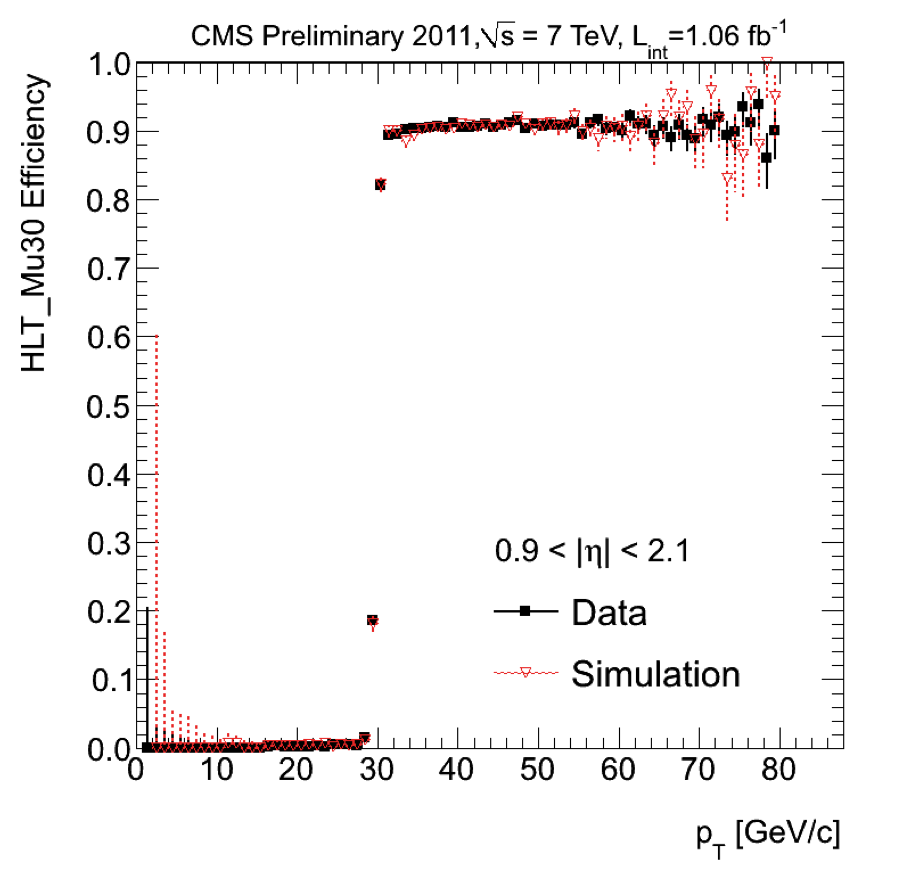 CMS Preliminary 2011,√s = 7 TeV, L_int=1.06 fb⁻¹
HLT_Mu30 Efficiency
1.0
0.9
0.8
0.7
0.6
0.5
0.4
0.3
0.2
0.1
0.0
0.9 < |η| < 2.1
Data
Simulation
0 10 20 30 40 50 60 70 80
p_T [GeV/c]